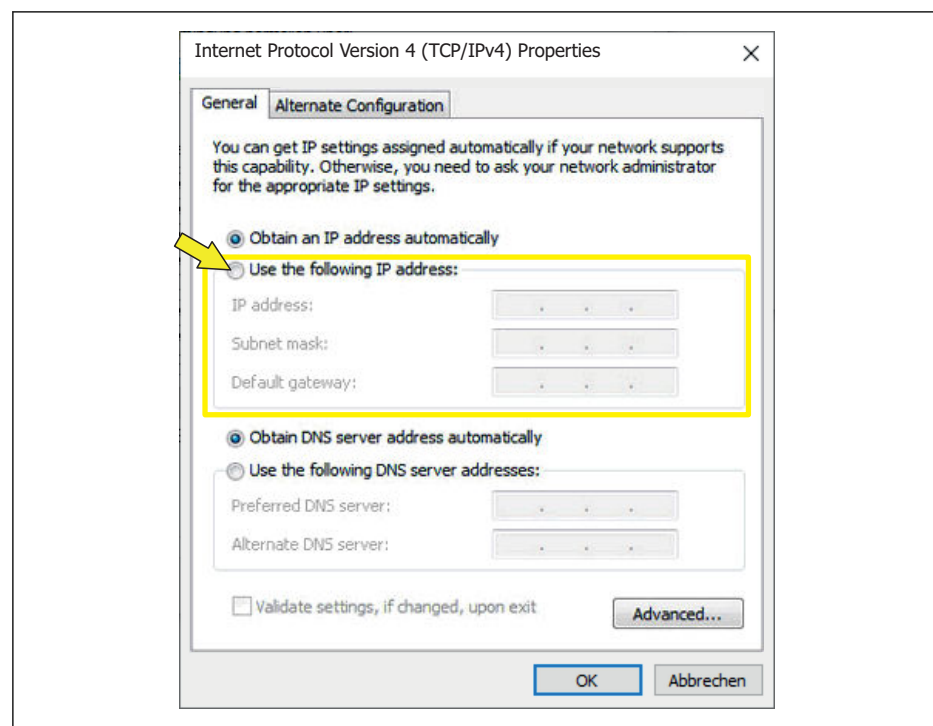 Internet Protocol Version 4 (TCP/IPv4) Properties
General
Alternate Configuration
You can get IP settings assigned automatically if your network supports
this capability. Otherwise, you need to ask your network administrator
for the appropriate IP settings.
Obtain an IP address automatically
Use the following IP address:
IP address:
Subnet mask:
Default gateway:
Obtain DNS server address automatically
Use the following DNS server addresses:
Preferred DNS server:
Alternate DNS server:
Validate settings, if changed, upon exit
Advanced...
OK
Abbrechen